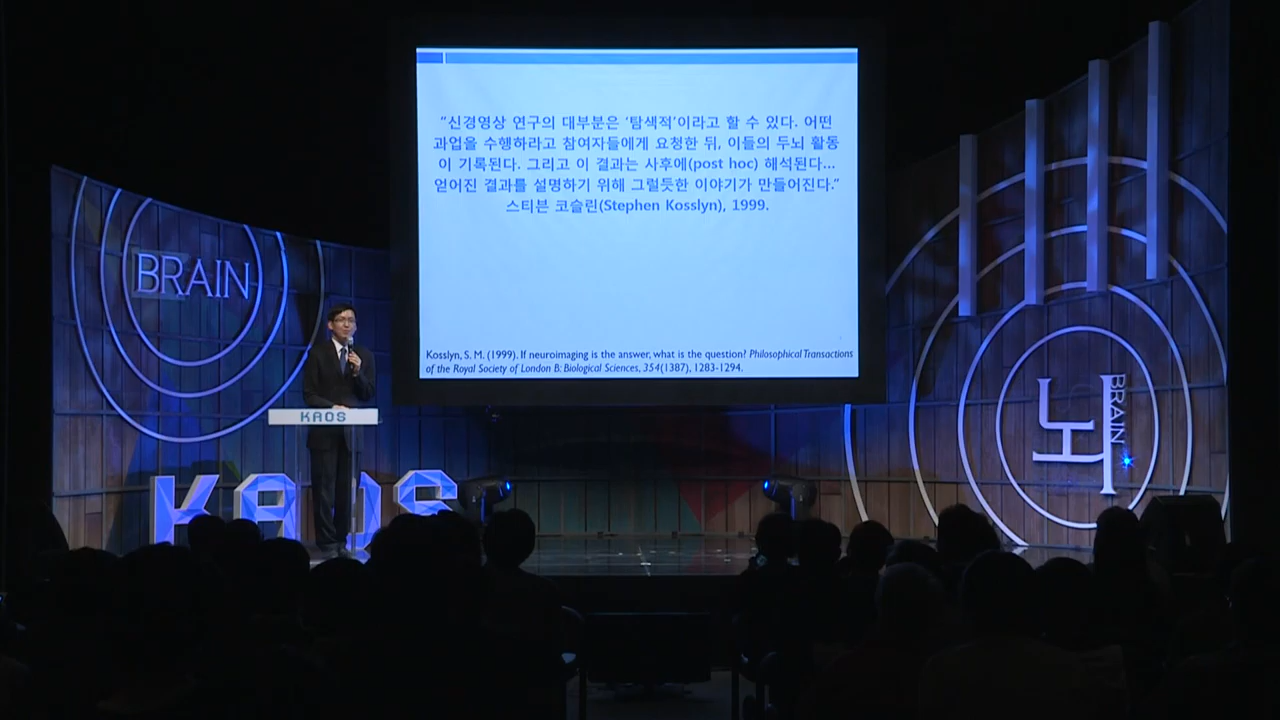 "신경영상 연구의 대부분은 '탐색적'이라고 할 수 있다. 어떤
과업을 수행하라고 참여자들에게 요청한 뒤, 이들의 두뇌 활동
이 기록된다. 그리고 이 결과는 사후에(post hoc) 해석된다...
얻어진 결과를 설명하기 위해 그럴듯한 이야기가 만들어진다."
스티븐 코슬린(Stephen Kosslyn), 1999.
Kosslyn, S. M. (1999). If neuroimaging is the answer, what is the question? Philosophical Transactions
of the Royal Society of London B: Biological Sciences, 354(1387), 1283-1294.
BRAIN
KAOS
KAOS
뇌
BRAIN